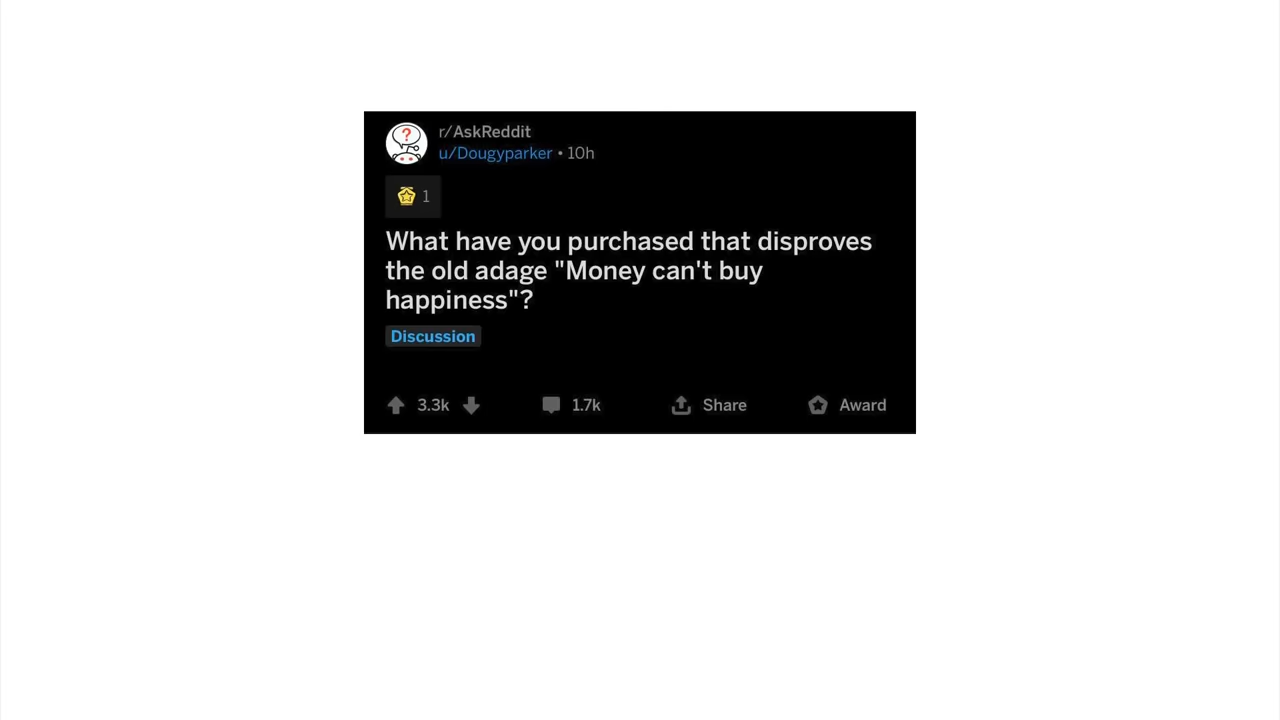 r/AskReddit
u/Dougyparker • 10h
1
What have you purchased that disproves
the old adage "Money can't buy
happiness"?
Discussion
3.3k 1.7k Share Award